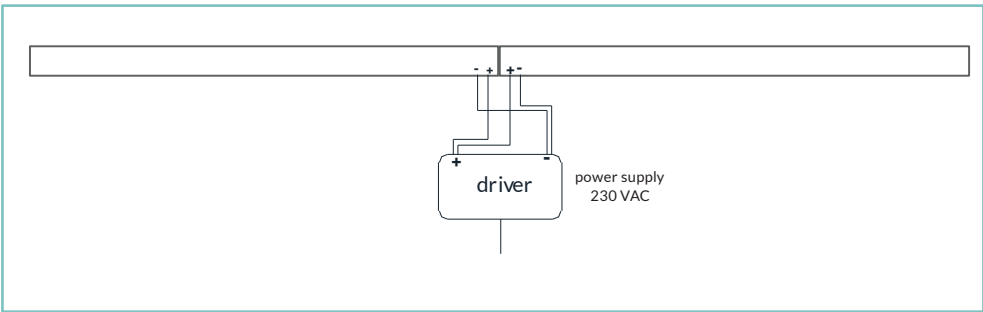 - + + -
+ -
driver
power supply
230 VAC